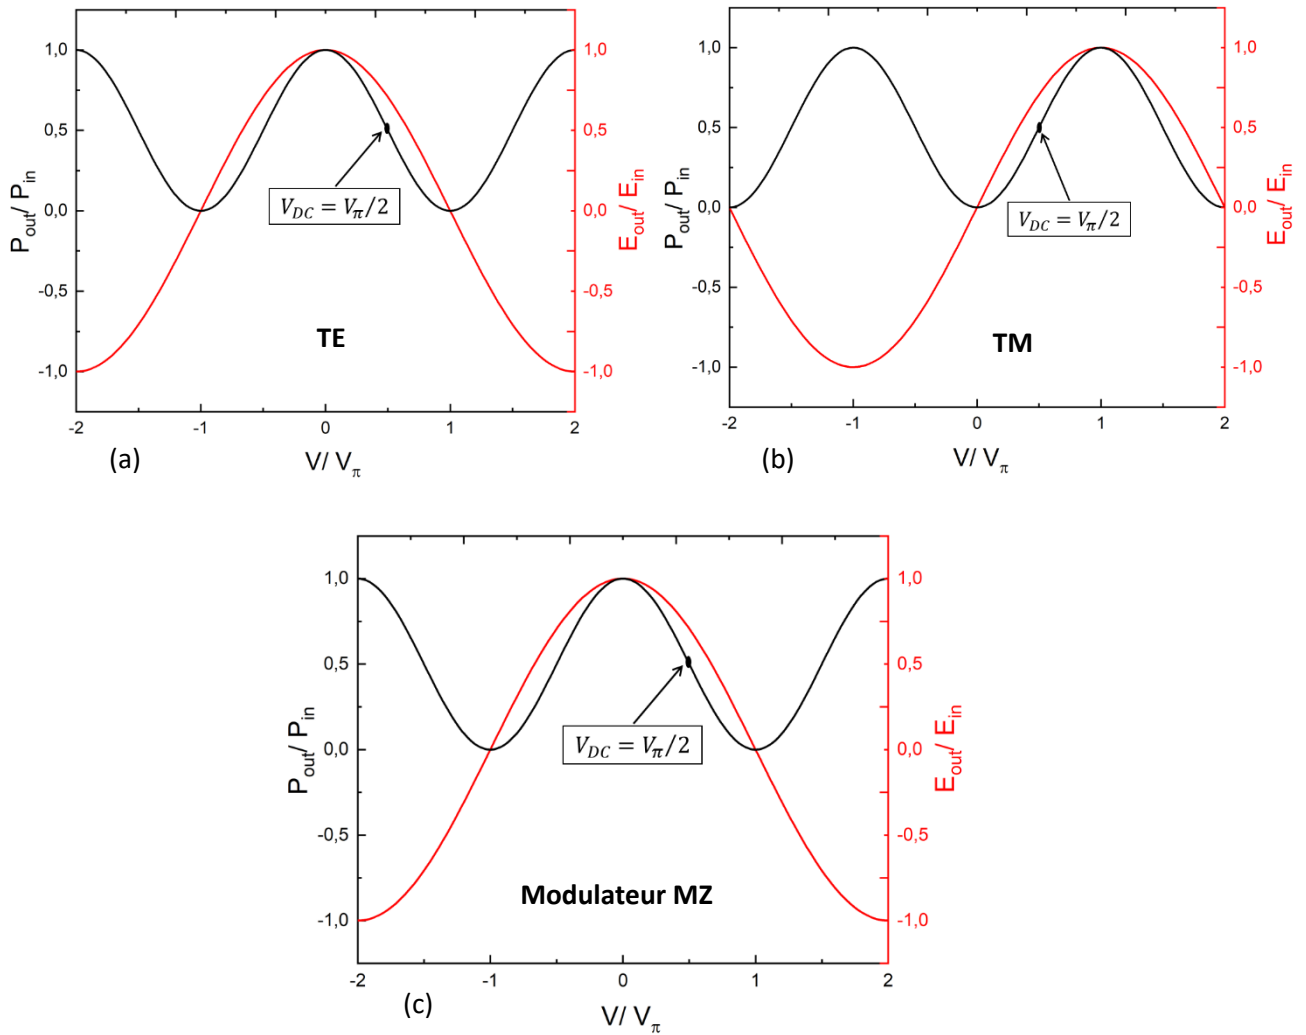 1,0
0,5
0,0
-0,5
-1,0
P_out/ P_in
1,0
0,5
0,0
-0,5
-1,0
E_out/ E_in
V_DC = V_π/2
TE
-2
-1
0
1
2
V/ V_π
(a)
1,0
0,5
0,0
-0,5
-1,0
P_out/ P_in
1,0
0,5
0,0
-0,5
-1,0
E_out/ E_in
V_DC = V_π/2
TM
-2
-1
0
1
2
V/ V_π
(b)
1,0
0,5
0,0
-0,5
-1,0
P_out/ P_in
1,0
0,5
0,0
-0,5
-1,0
E_out/ E_in
V_DC = V_π/2
Modulateur MZ
-2
-1
0
1
2
V/ V_π
(c)